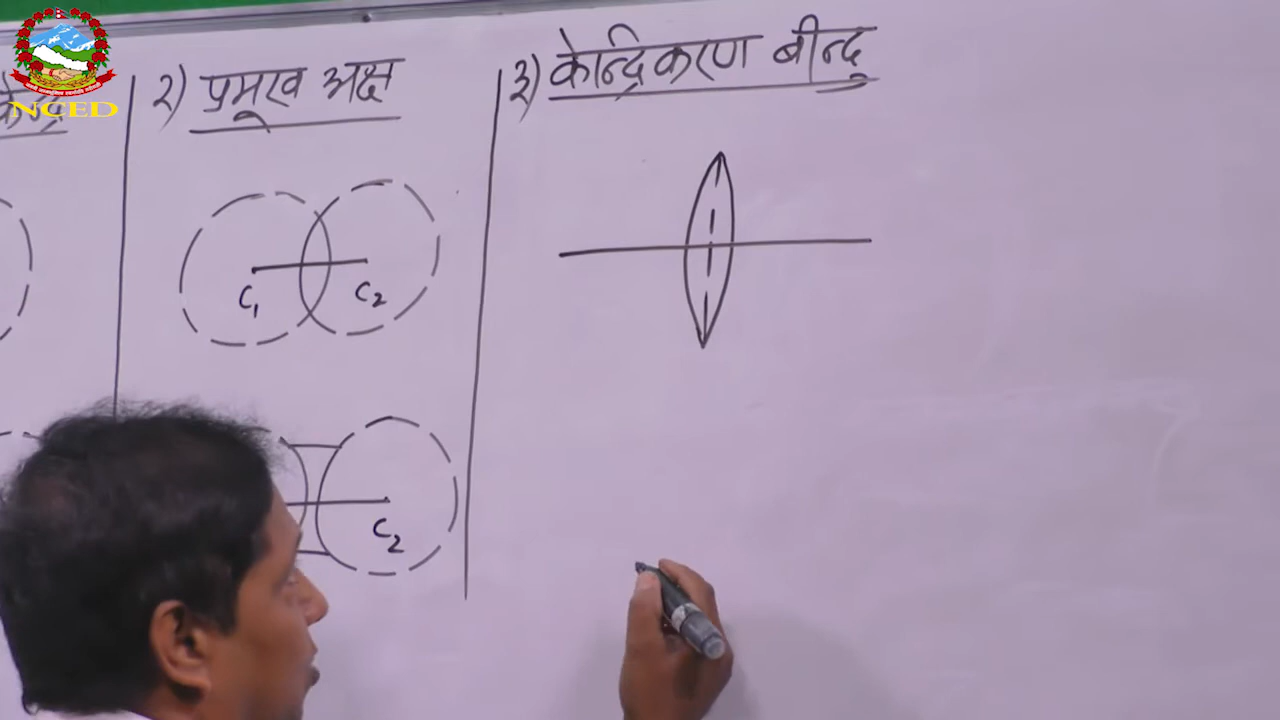 NCED
केन्द्र
२) प्रमूख अक्ष
३) केन्द्रिकरण बीन्दु
C₁ C₂
C₂